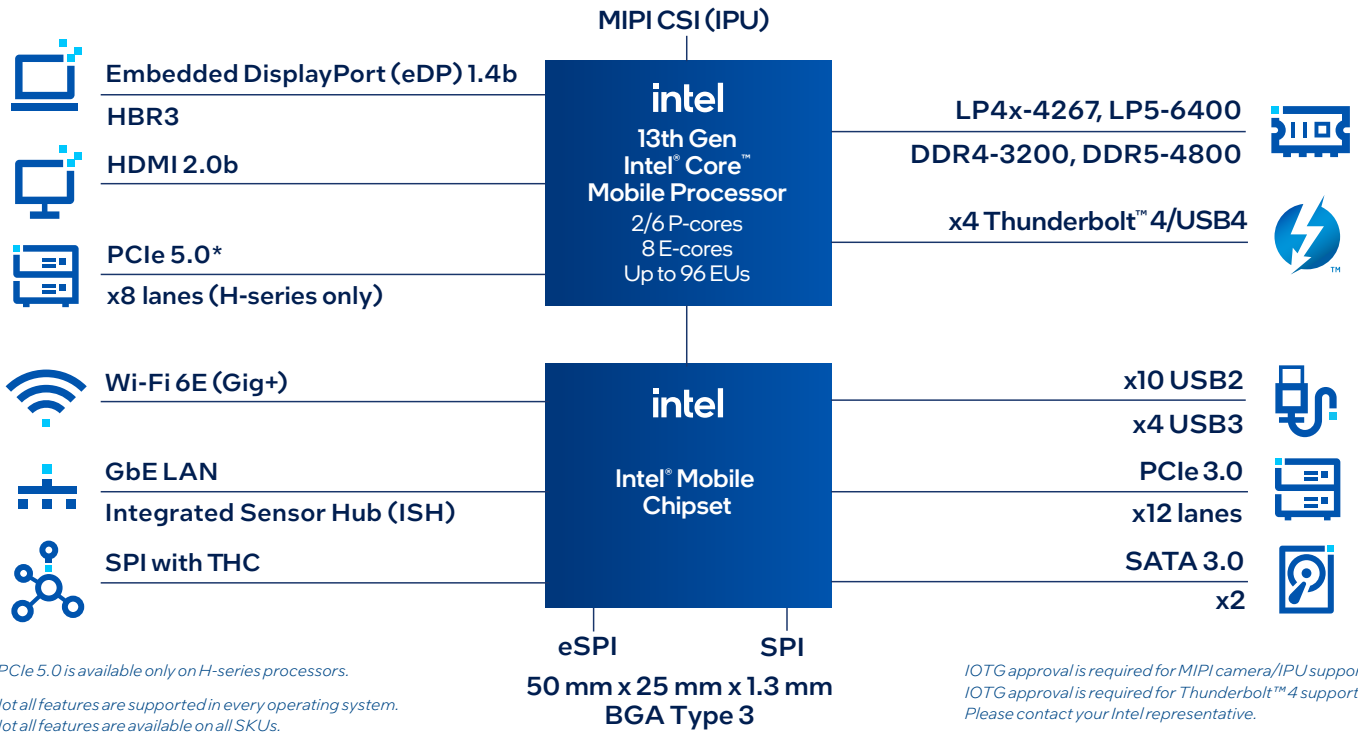 MIPI CSI (IPU)
Embedded DisplayPort (eDP) 1.4b
HBR3
HDMI 2.0b
PCIe 5.0*
x8 lanes (H-series only)
intel
13th Gen
Intel® Core™
Mobile Processor
2/6 P-cores
8 E-cores
Up to 96 EUs
LP4x-4267, LP5-6400
DDR4-3200, DDR5-4800
x4 Thunderbolt™ 4/USB4
TM
Wi-Fi 6E (Gig+)
GbE LAN
Integrated Sensor Hub (ISH)
SPI with THC
intel
Intel® Mobile
Chipset
x10 USB2
x4 USB3
PCIe 3.0
x12 lanes
SATA 3.0
x2
eSPI
SPI
50 mm x 25 mm x 1.3 mm
BGA Type 3
PCIe 5.0 is available only on H-series processors.
Not all features are supported in every operating system.
Not all features are available on all SKUs.
IOTG approval is required for MIPI camera/IPU suppor
IOTG approval is required for Thunderbolt™ 4 support
Please contact your Intel representative.